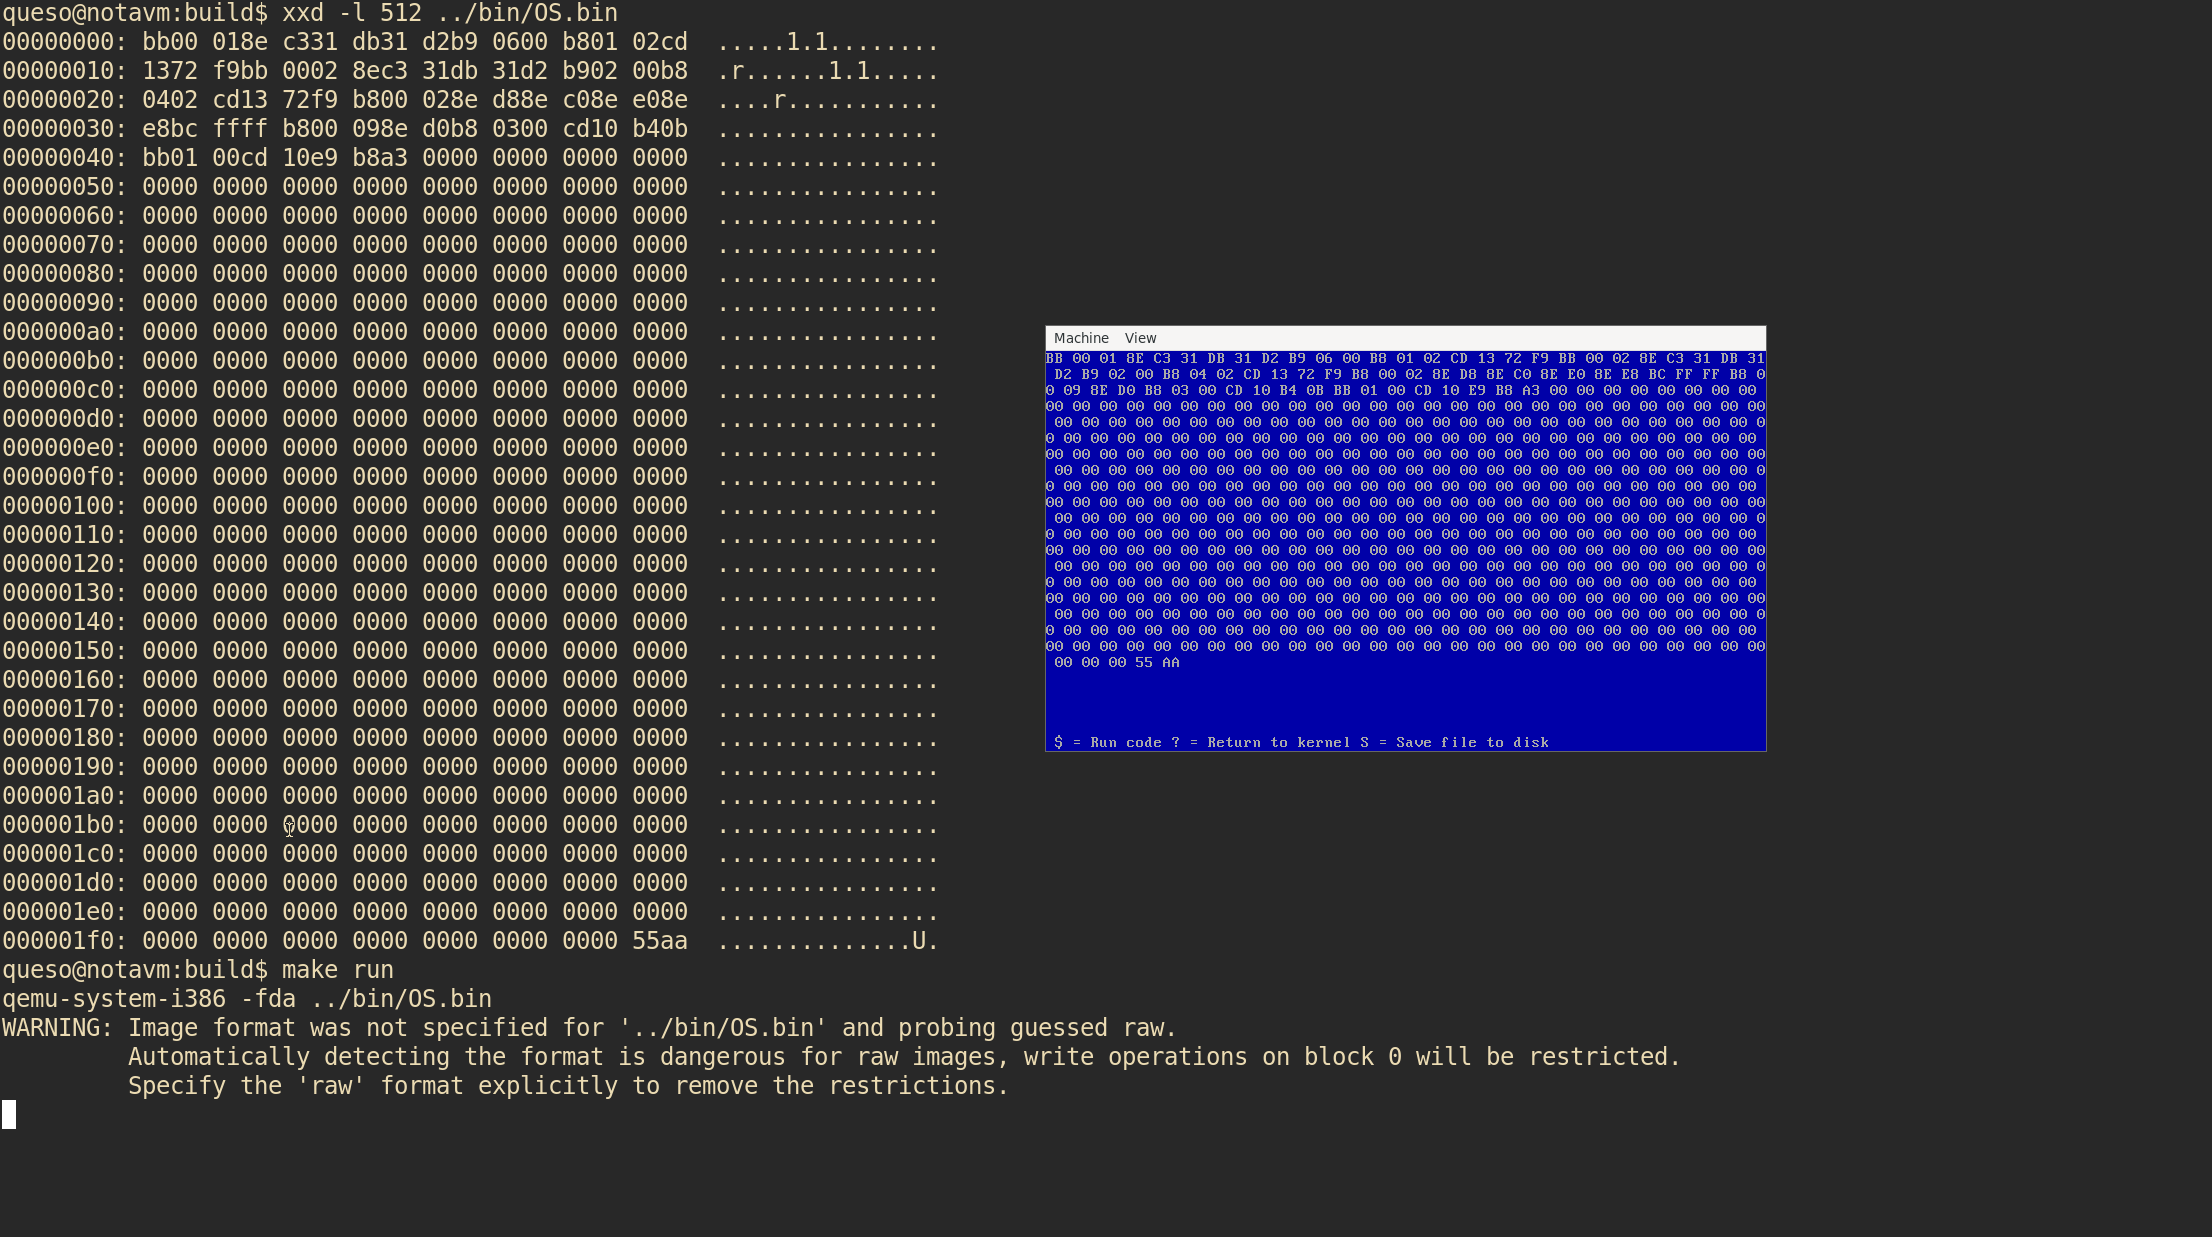 queso@notavm:build$ xxd -l 512 ../bin/OS.bin
00000000: bb00 018e c331 db31 d2b9 0600 b801 02cd  .....1.1........
00000010: 1372 f9bb 0002 8ec3 31db 31d2 b902 00b8  .r......1.1.....
00000020: 0402 cd13 72f9 b800 028e d88e c08e e08e  ....r...........
00000030: e8bc ffff b800 098e d0b8 0300 cd10 b40b  ................
00000040: bb01 00cd 10e9 b8a3 0000 0000 0000 0000  ................
00000050: 0000 0000 0000 0000 0000 0000 0000 0000  ................
00000060: 0000 0000 0000 0000 0000 0000 0000 0000  ................
00000070: 0000 0000 0000 0000 0000 0000 0000 0000  ................
00000080: 0000 0000 0000 0000 0000 0000 0000 0000  ................
00000090: 0000 0000 0000 0000 0000 0000 0000 0000  ................
000000a0: 0000 0000 0000 0000 0000 0000 0000 0000  ................
000000b0: 0000 0000 0000 0000 0000 0000 0000 0000  ................
000000c0: 0000 0000 0000 0000 0000 0000 0000 0000  ................
000000d0: 0000 0000 0000 0000 0000 0000 0000 0000  ................
000000e0: 0000 0000 0000 0000 0000 0000 0000 0000  ................
000000f0: 0000 0000 0000 0000 0000 0000 0000 0000  ................
00000100: 0000 0000 0000 0000 0000 0000 0000 0000  ................
00000110: 0000 0000 0000 0000 0000 0000 0000 0000  ................
00000120: 0000 0000 0000 0000 0000 0000 0000 0000  ................
00000130: 0000 0000 0000 0000 0000 0000 0000 0000  ................
00000140: 0000 0000 0000 0000 0000 0000 0000 0000  ................
00000150: 0000 0000 0000 0000 0000 0000 0000 0000  ................
00000160: 0000 0000 0000 0000 0000 0000 0000 0000  ................
00000170: 0000 0000 0000 0000 0000 0000 0000 0000  ................
00000180: 0000 0000 0000 0000 0000 0000 0000 0000  ................
00000190: 0000 0000 0000 0000 0000 0000 0000 0000  ................
000001a0: 0000 0000 0000 0000 0000 0000 0000 0000  ................
000001b0: 0000 0000 0000 0000 0000 0000 0000 0000  ................
000001c0: 0000 0000 0000 0000 0000 0000 0000 0000  ................
000001d0: 0000 0000 0000 0000 0000 0000 0000 0000  ................
000001e0: 0000 0000 0000 0000 0000 0000 0000 0000  ................
000001f0: 0000 0000 0000 0000 0000 0000 0000 55aa  ..............U.
queso@notavm:build$ make run
qemu-system-i386 -fda ../bin/OS.bin
WARNING: Image format was not specified for '../bin/OS.bin' and probing guessed raw.
         Automatically detecting the format is dangerous for raw images, write operations on block 0 will be restricted.
         Specify the 'raw' format explicitly to remove the restrictions.
Machine View
BB 00 01 8E C3 31 DB 31 D2 B9 06 00 B8 01 02 CD 13 72 F9 BB 00 02 8E C3 31 DB 31
 D2 B9 02 00 B8 04 02 CD 13 72 F9 B8 00 02 8E D8 8E C0 8E E0 8E E8 BC FF FF B8 0
0 09 8E D0 B8 03 00 CD 10 B4 0B BB 01 00 CD 10 E9 B8 A3 00 00 00 00 00 00 00 00
00 00 00 00 00 00 00 00 00 00 00 00 00 00 00 00 00 00 00 00 00 00 00 00 00 00 00
 00 00 00 00 00 00 00 00 00 00 00 00 00 00 00 00 00 00 00 00 00 00 00 00 00 00 0
0 00 00 00 00 00 00 00 00 00 00 00 00 00 00 00 00 00 00 00 00 00 00 00 00 00 00
00 00 00 00 00 00 00 00 00 00 00 00 00 00 00 00 00 00 00 00 00 00 00 00 00 00 00
 00 00 00 00 00 00 00 00 00 00 00 00 00 00 00 00 00 00 00 00 00 00 00 00 00 00 0
0 00 00 00 00 00 00 00 00 00 00 00 00 00 00 00 00 00 00 00 00 00 00 00 00 00 00
00 00 00 00 00 00 00 00 00 00 00 00 00 00 00 00 00 00 00 00 00 00 00 00 00 00 00
 00 00 00 00 00 00 00 00 00 00 00 00 00 00 00 00 00 00 00 00 00 00 00 00 00 00 0
0 00 00 00 00 00 00 00 00 00 00 00 00 00 00 00 00 00 00 00 00 00 00 00 00 00 00
00 00 00 00 00 00 00 00 00 00 00 00 00 00 00 00 00 00 00 00 00 00 00 00 00 00 00
 00 00 00 00 00 00 00 00 00 00 00 00 00 00 00 00 00 00 00 00 00 00 00 00 00 00 0
0 00 00 00 00 00 00 00 00 00 00 00 00 00 00 00 00 00 00 00 00 00 00 00 00 00 00
00 00 00 00 00 00 00 00 00 00 00 00 00 00 00 00 00 00 00 00 00 00 00 00 00 00 00
 00 00 00 00 00 00 00 00 00 00 00 00 00 00 00 00 00 00 00 00 00 00 00 00 00 00 0
0 00 00 00 00 00 00 00 00 00 00 00 00 00 00 00 00 00 00 00 00 00 00 00 00 00 00
00 00 00 00 00 00 00 00 00 00 00 00 00 00 00 00 00 00 00 00 00 00 00 00 00 00 00
 00 00 00 55 AA
 $ = Run code ? = Return to kernel S = Save file to disk